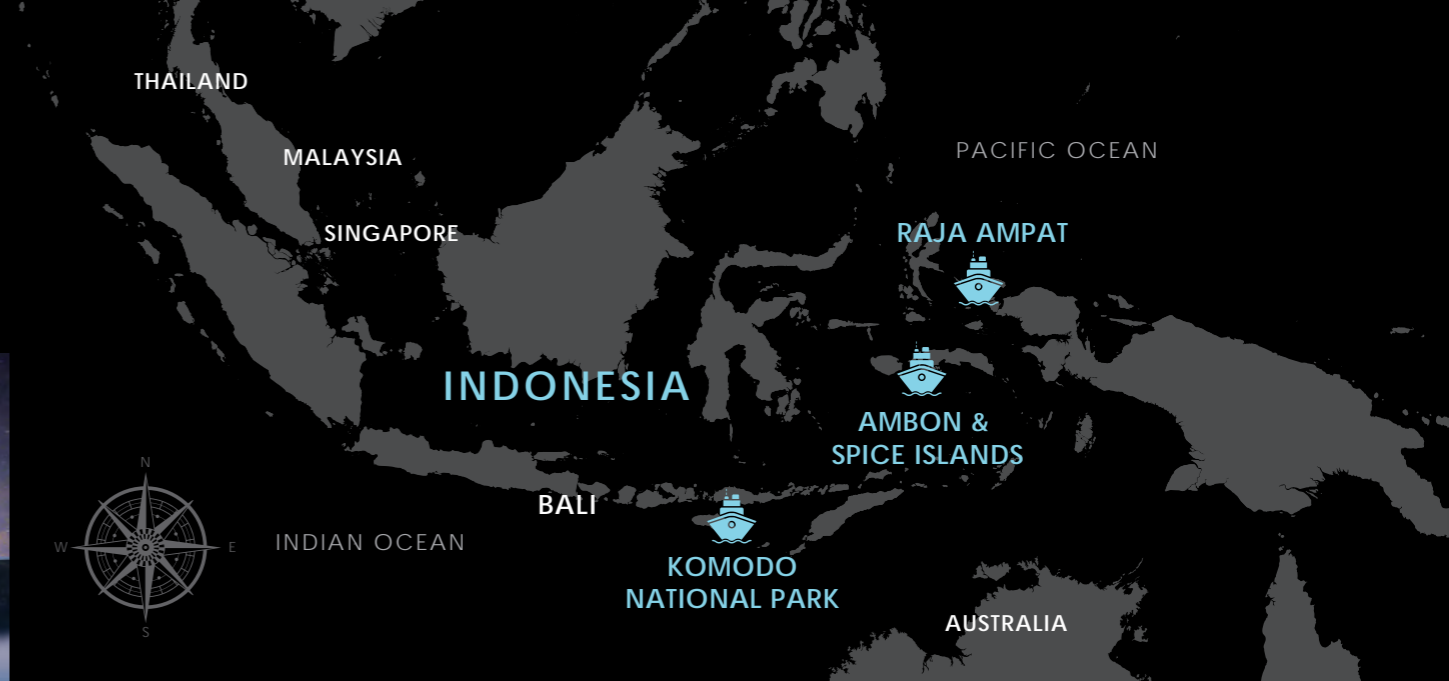 THAILAND
MALAYSIA
PACIFIC OCEAN
SINGAPORE
RAJA AMPAT
INDONESIA
AMBON &
SPICE ISLANDS
BALI
N
W
E
S
INDIAN OCEAN
KOMODO
NATIONAL PARK
AUSTRALIA